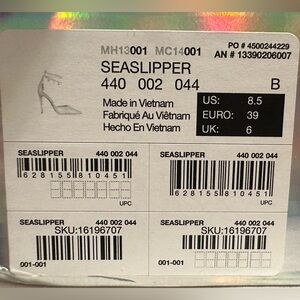 MH13001 MC14001
PO # 4500244229
AN # 13390206007
SEASLIPPER
440 002 044
B
Made in Vietnam
Fabriqué Au Viêtnam
Hecho En Vietnam
US: 8.5
EURO: 39
UK: 6
SEASLIPPER 440 002 044
6 28155 81045 1
UPC
SEASLIPPER 440 002 044
6 28155 81045 1
UPC
SEASLIPPER 440 002 044
SKU:16196707
001-001
SEASLIPPER 440 002 044
SKU:16196707
001-001